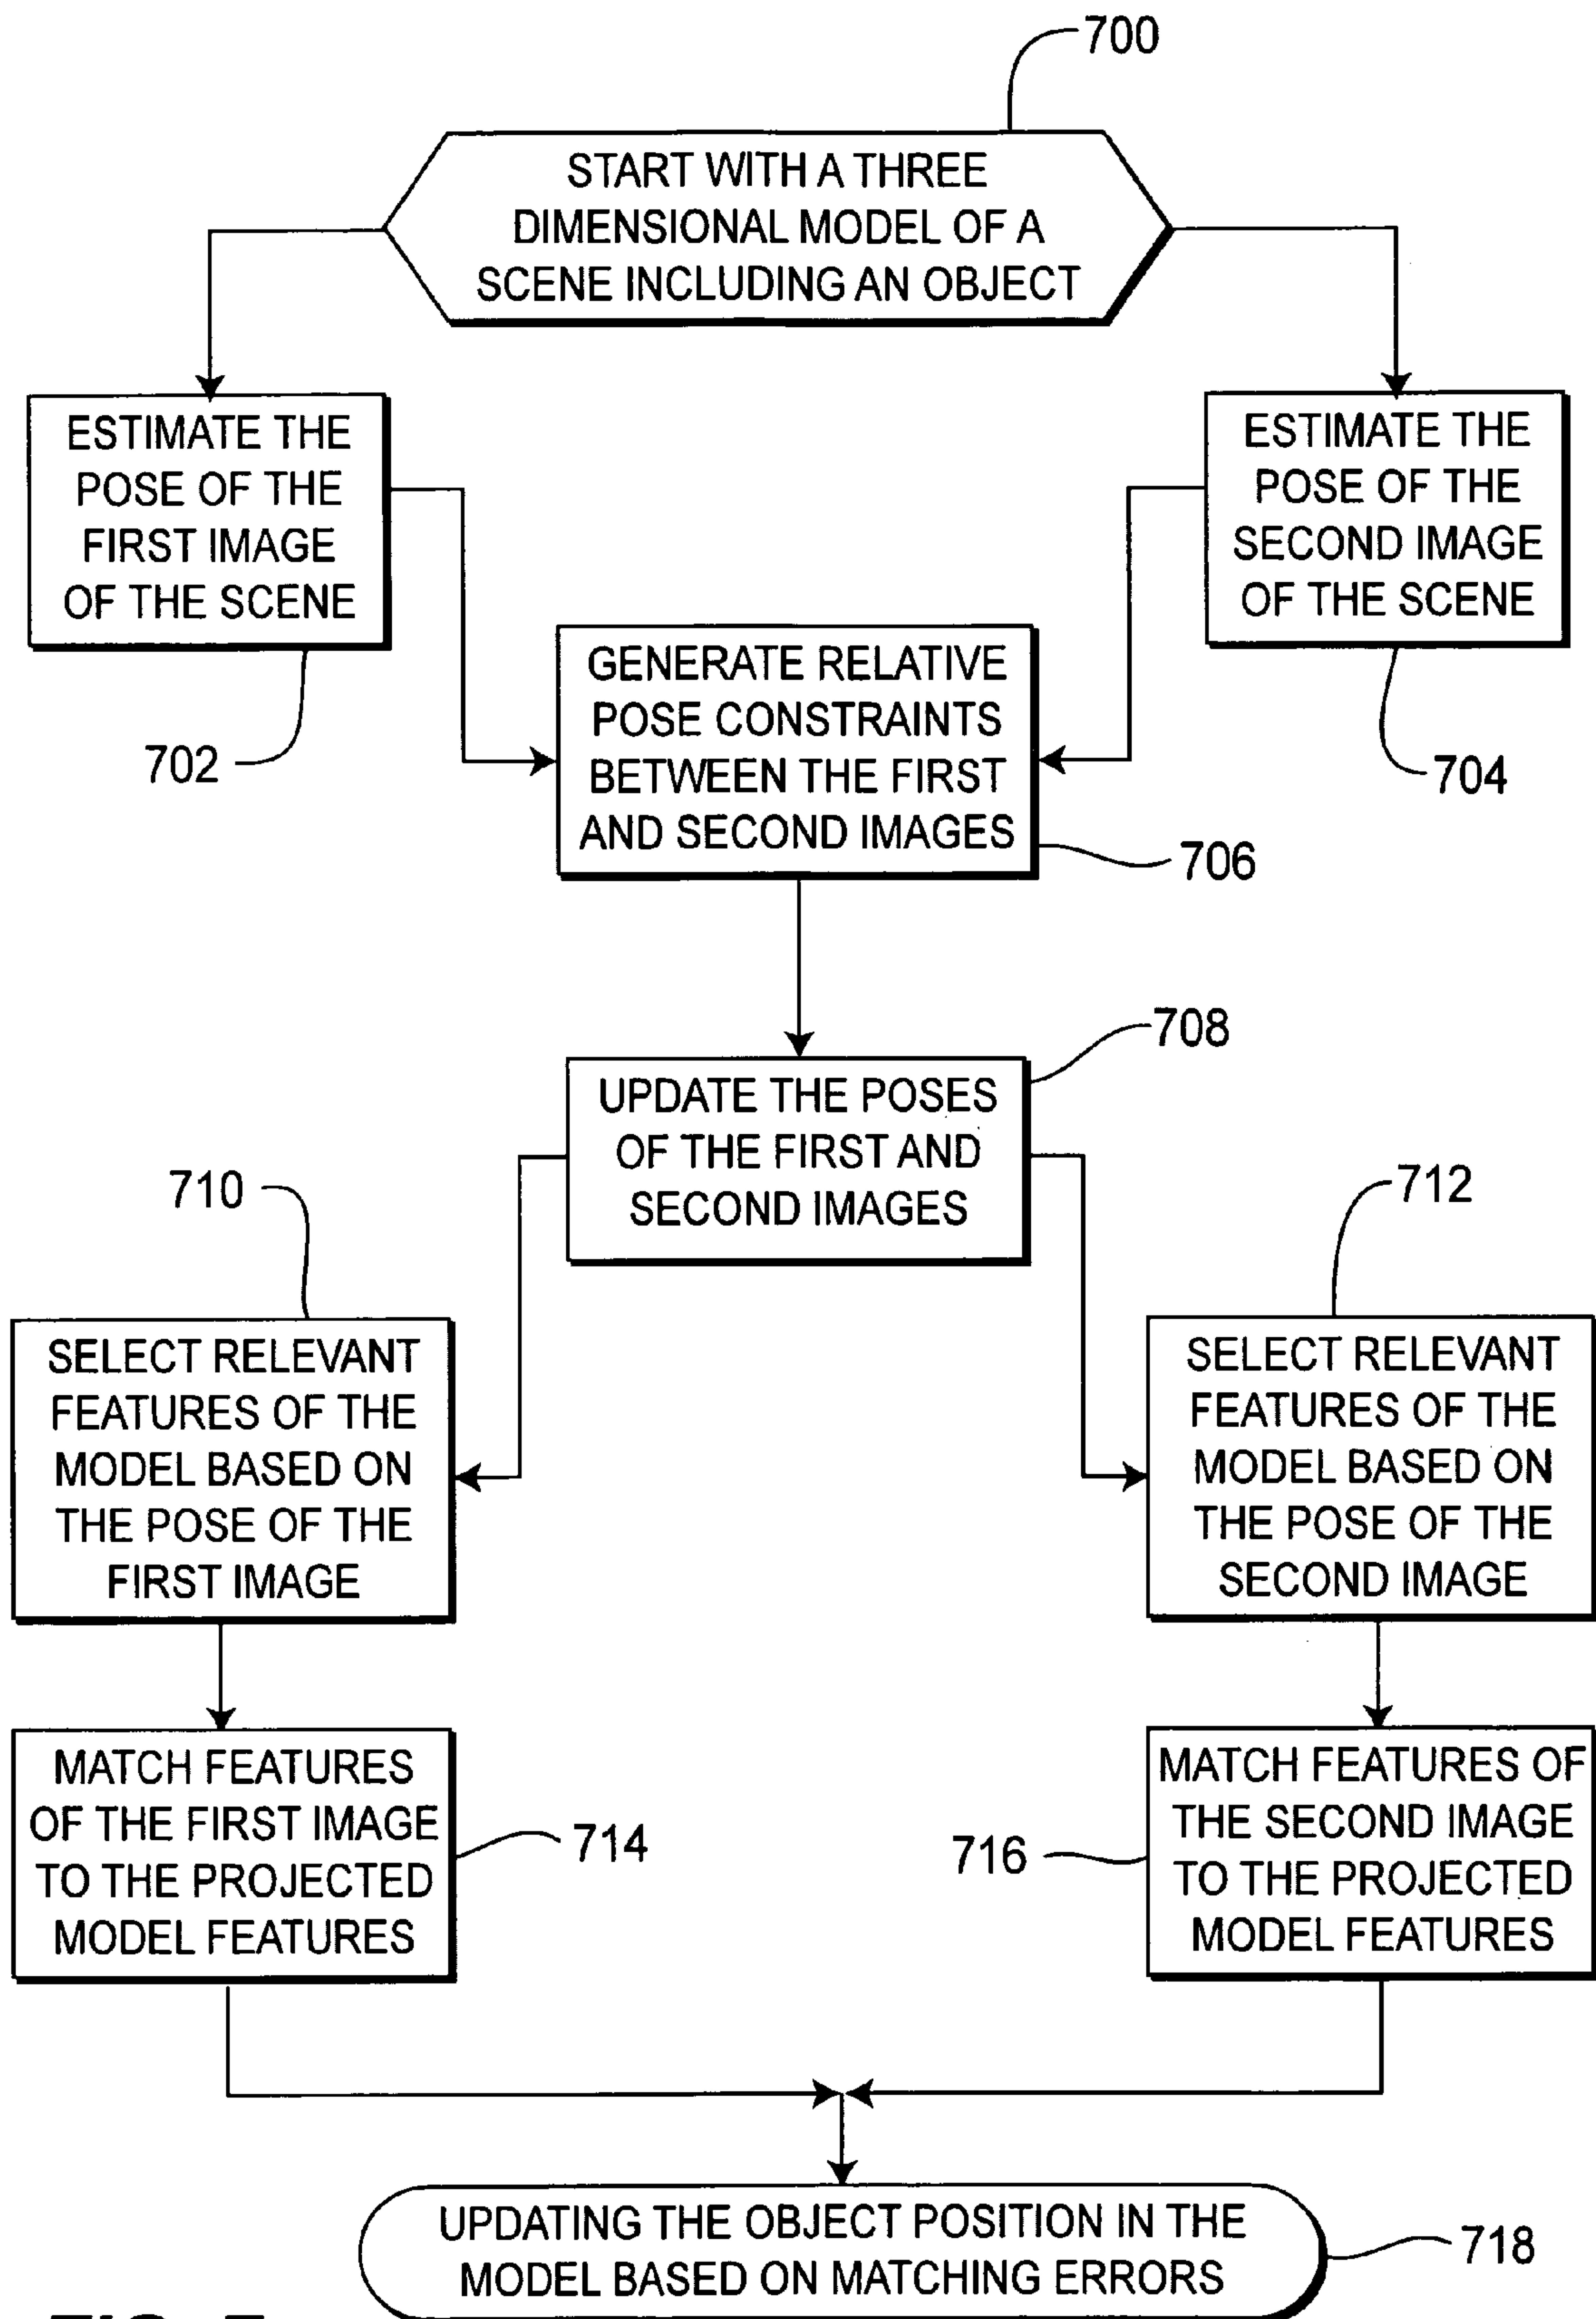 700
START WITH A THREE
DIMENSIONAL MODEL OF A
SCENE INCLUDING AN OBJECT
ESTIMATE THE
POSE OF THE
FIRST IMAGE
OF THE SCENE
702
ESTIMATE THE
POSE OF THE
SECOND IMAGE
OF THE SCENE
704
GENERATE RELATIVE
POSE CONSTRAINTS
BETWEEN THE FIRST
AND SECOND IMAGES
706
708
UPDATE THE POSES
OF THE FIRST AND
SECOND IMAGES
710
SELECT RELEVANT
FEATURES OF THE
MODEL BASED ON
THE POSE OF THE
FIRST IMAGE
712
SELECT RELEVANT
FEATURES OF THE
MODEL BASED ON
THE POSE OF THE
SECOND IMAGE
MATCH FEATURES
OF THE FIRST IMAGE
TO THE PROJECTED
MODEL FEATURES
714
716
MATCH FEATURES OF
THE SECOND IMAGE
TO THE PROJECTED
MODEL FEATURES
UPDATING THE OBJECT POSITION IN THE
MODEL BASED ON MATCHING ERRORS
718